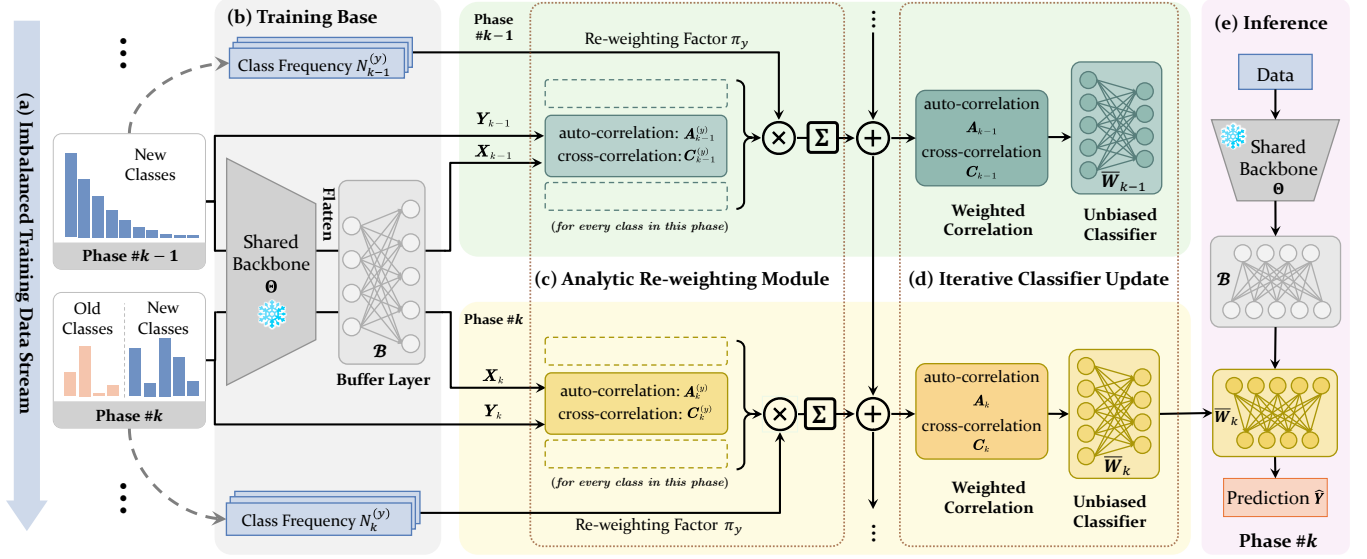 (a) Imbalanced Training Data Stream
New
Classes
Phase #k − 1
Old
Classes
New
Classes
Phase #k
(b) Training Base
Class Frequency N_{k−1}^{(y)}
Shared
Backbone
Θ
Flatten
ℬ
Buffer Layer
Class Frequency N_k^{(y)}
Phase
#k−1
Re-weighting Factor π_y
Y_{k−1}
X_{k−1}
auto-correlation: A_{k−1}^{(y)}
cross-correlation: C_{k−1}^{(y)}
(for every class in this phase)
×
Σ
+
auto-correlation
A_{k−1}
cross-correlation
C_{k−1}
Weighted
Correlation
W̅_{k−1}
Unbiased
Classifier
(c) Analytic Re-weighting Module
(d) Iterative Classifier Update
Phase #k
X_k
Y_k
auto-correlation: A_k^{(y)}
cross-correlation: C_k^{(y)}
(for every class in this phase)
Re-weighting Factor π_y
×
Σ
+
auto-correlation
A_k
cross-correlation
C_k
Weighted
Correlation
W̅_k
Unbiased
Classifier
(e) Inference
Data
Shared
Backbone
Θ
ℬ
W̅_k
Prediction Ŷ
Phase #k